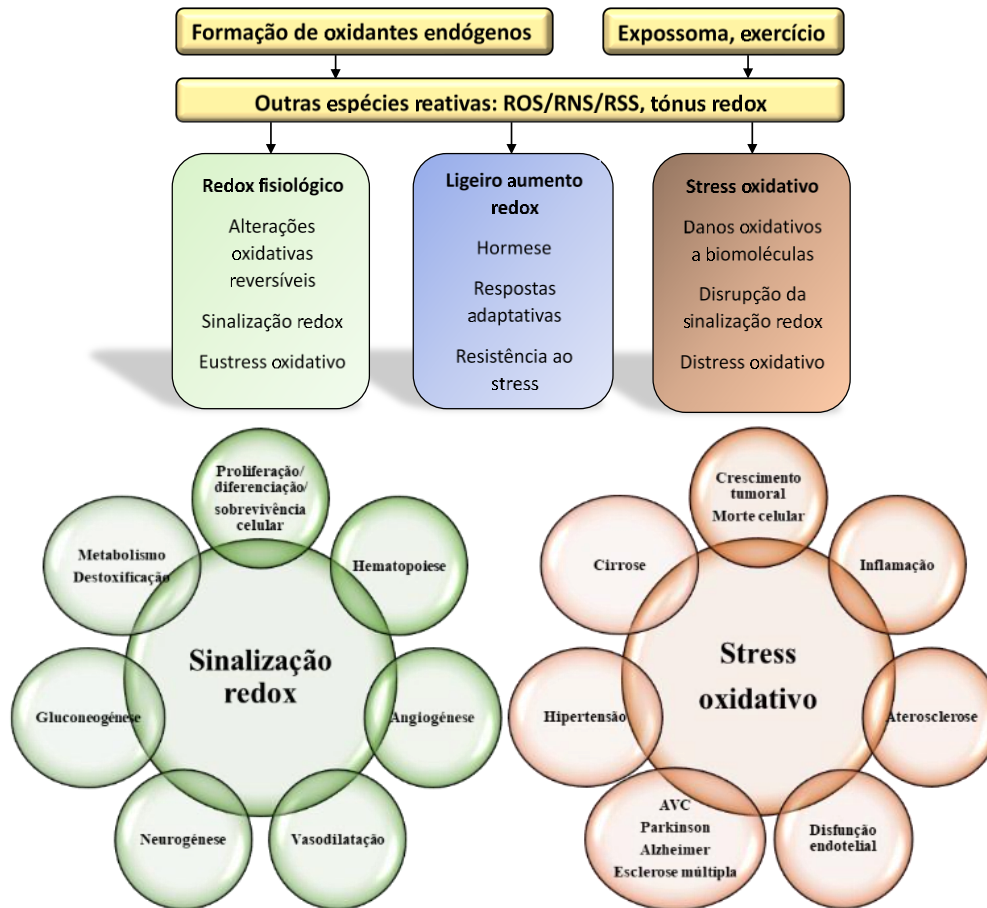 Formação de oxidantes endógenos
Expossoma, exercício
Outras espécies reativas: ROS/RNS/RSS, tónus redox
Redox fisiológico
Alterações
oxidativas
reversíveis
Sinalização redox
Eustress oxidativo
Ligeiro aumento
redox
Hormese
Respostas
adaptativas
Resistência ao
stress
Stress oxidativo
Danos oxidativos
a biomoléculas
Disrupção da
sinalização redox
Distress oxidativo
Proliferação/
diferenciação/
sobrevivência
celular
Hematopoiese
Angiogénese
Vasodilatação
Neurogénese
Gluconeogénese
Metabolismo
Destoxificação
Sinalização
redox
Crescimento
tumoral
Morte celular
Inflamação
Aterosclerose
Disfunção
endotelial
AVC
Parkinson
Alzheimer
Esclerose múltipla
Hipertensão
Cirrose
Stress
oxidativo